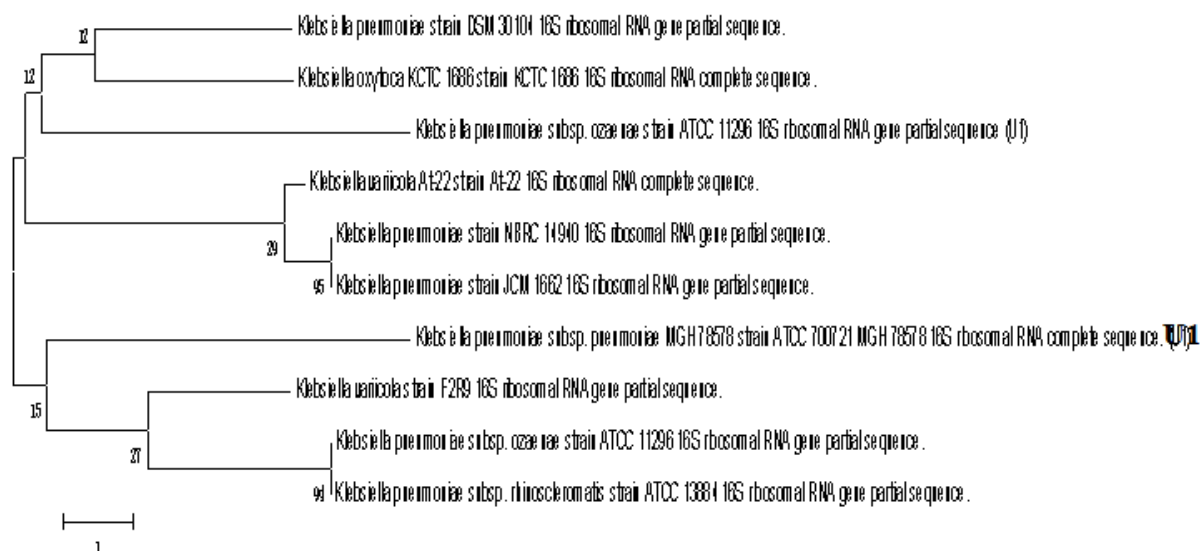 12
Klebsiella pneumoniae strain DSM 30104 16S ribosomal RNA gene partial sequence.
12
Klebsiella oxytoca KCTC 1686 strain KCTC 1686 16S ribosomal RNA complete sequence.
Klebsiella pneumoniae subsp. ozaenae strain ATCC 11296 16S ribosomal RNA gene partial sequence (U1)
Klebsiella variicola At-22 strain At-22 16S ribosomal RNA complete sequence.
Klebsiella pneumoniae strain NBRC 14940 16S ribosomal RNA gene partial sequence.
29
95 Klebsiella pneumoniae strain JCM 1662 16S ribosomal RNA gene partial sequence.
Klebsiella pneumoniae subsp. pneumoniae MGH 78578 strain ATCC 700721 MGH 78578 16S ribosomal RNA complete sequence.
Klebsiella variicola strain F2R9 16S ribosomal RNA gene partial sequence.
15
Klebsiella pneumoniae subsp. ozaenae strain ATCC 11296 16S ribosomal RNA gene partial sequence.
27
94 Klebsiella pneumoniae subsp. rhinoscleromatis strain ATCC 13884 16S ribosomal RNA gene partial sequence.
1